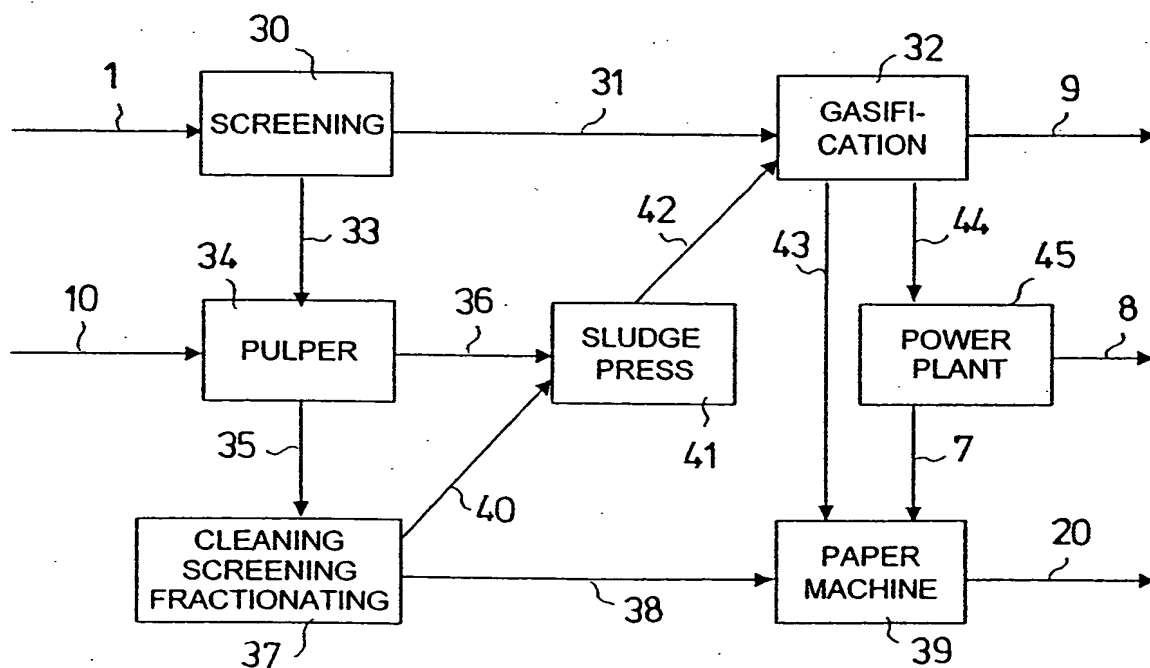 30
32
1
SCREENING
31
GASIFI-
CATION
9
33
42
43
44
34
45
10
PULPER
36
SLUDGE
PRESS
POWER
PLANT
8
35
40
41
7
CLEANING
SCREENING
FRACTIONATING
38
PAPER
MACHINE
20
37
39